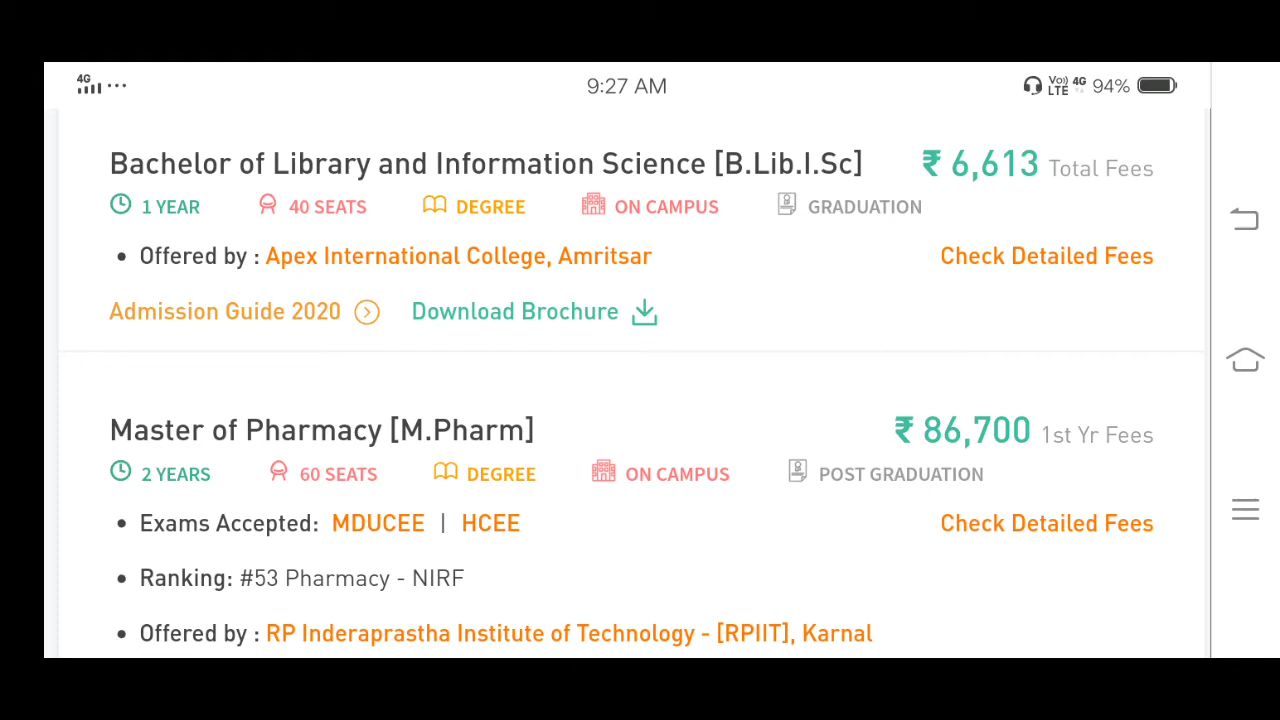 4G ... 9:27 AM Vo)) LTE 4G 94%
Bachelor of Library and Information Science [B.Lib.I.Sc] ₹ 6,613 Total Fees
1 YEAR 40 SEATS DEGREE ON CAMPUS GRADUATION
• Offered by : Apex International College, Amritsar Check Detailed Fees
Admission Guide 2020 Download Brochure
Master of Pharmacy [M.Pharm] ₹ 86,700 1st Yr Fees
2 YEARS 60 SEATS DEGREE ON CAMPUS POST GRADUATION
• Exams Accepted: MDUCEE | HCEE Check Detailed Fees
• Ranking: #53 Pharmacy - NIRF
• Offered by : RP Inderaprastha Institute of Technology - [RPIIT], Karnal